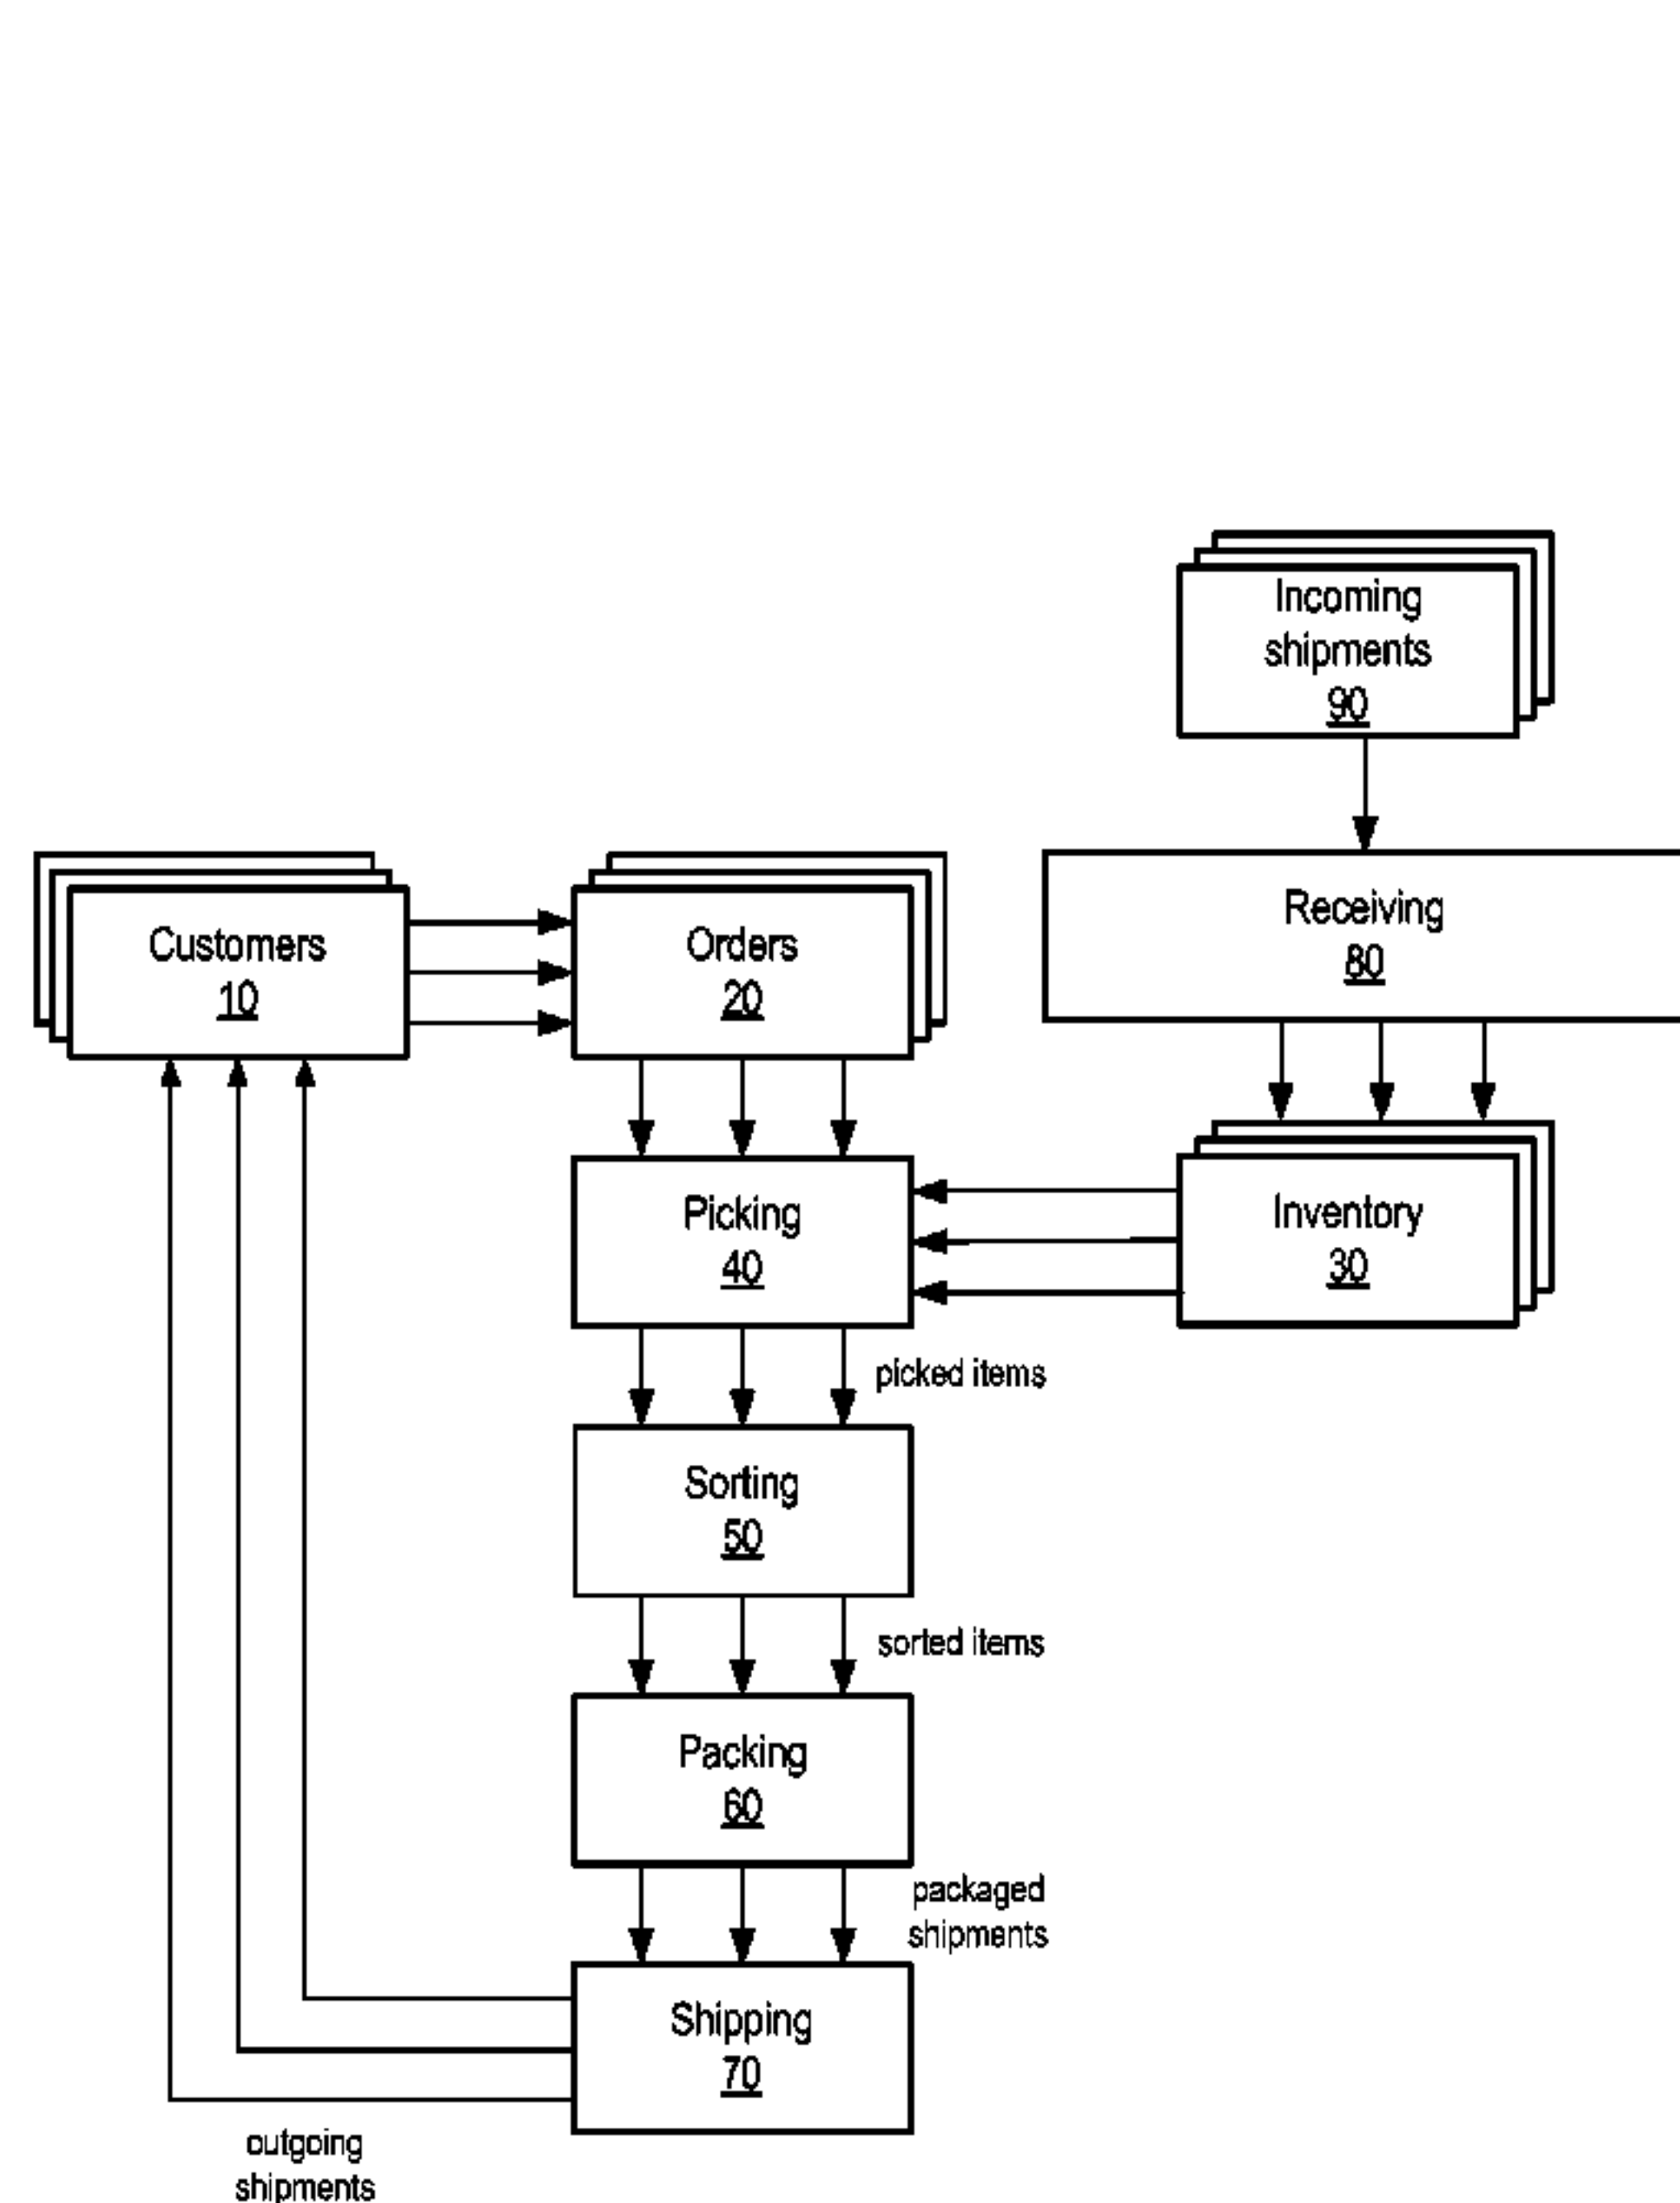 Incoming
shipments
90
Customers
10
Orders
20
Receiving
80
Picking
40
Inventory
30
picked items
Sorting
50
sorted items
Packing
60
packaged
shipments
Shipping
70
outgoing
shipments